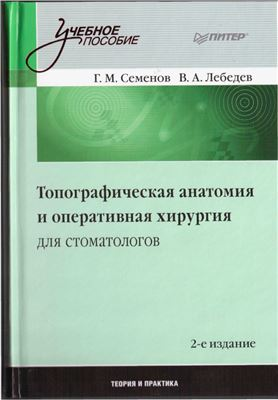 Учебное
пособие
ПИТЕР®
Г. М. Семенов В. А. Лебедев
Топографическая анатомия
и оперативная хирургия
для стоматологов
2-е издание
ТЕОРИЯ И ПРАКТИКА